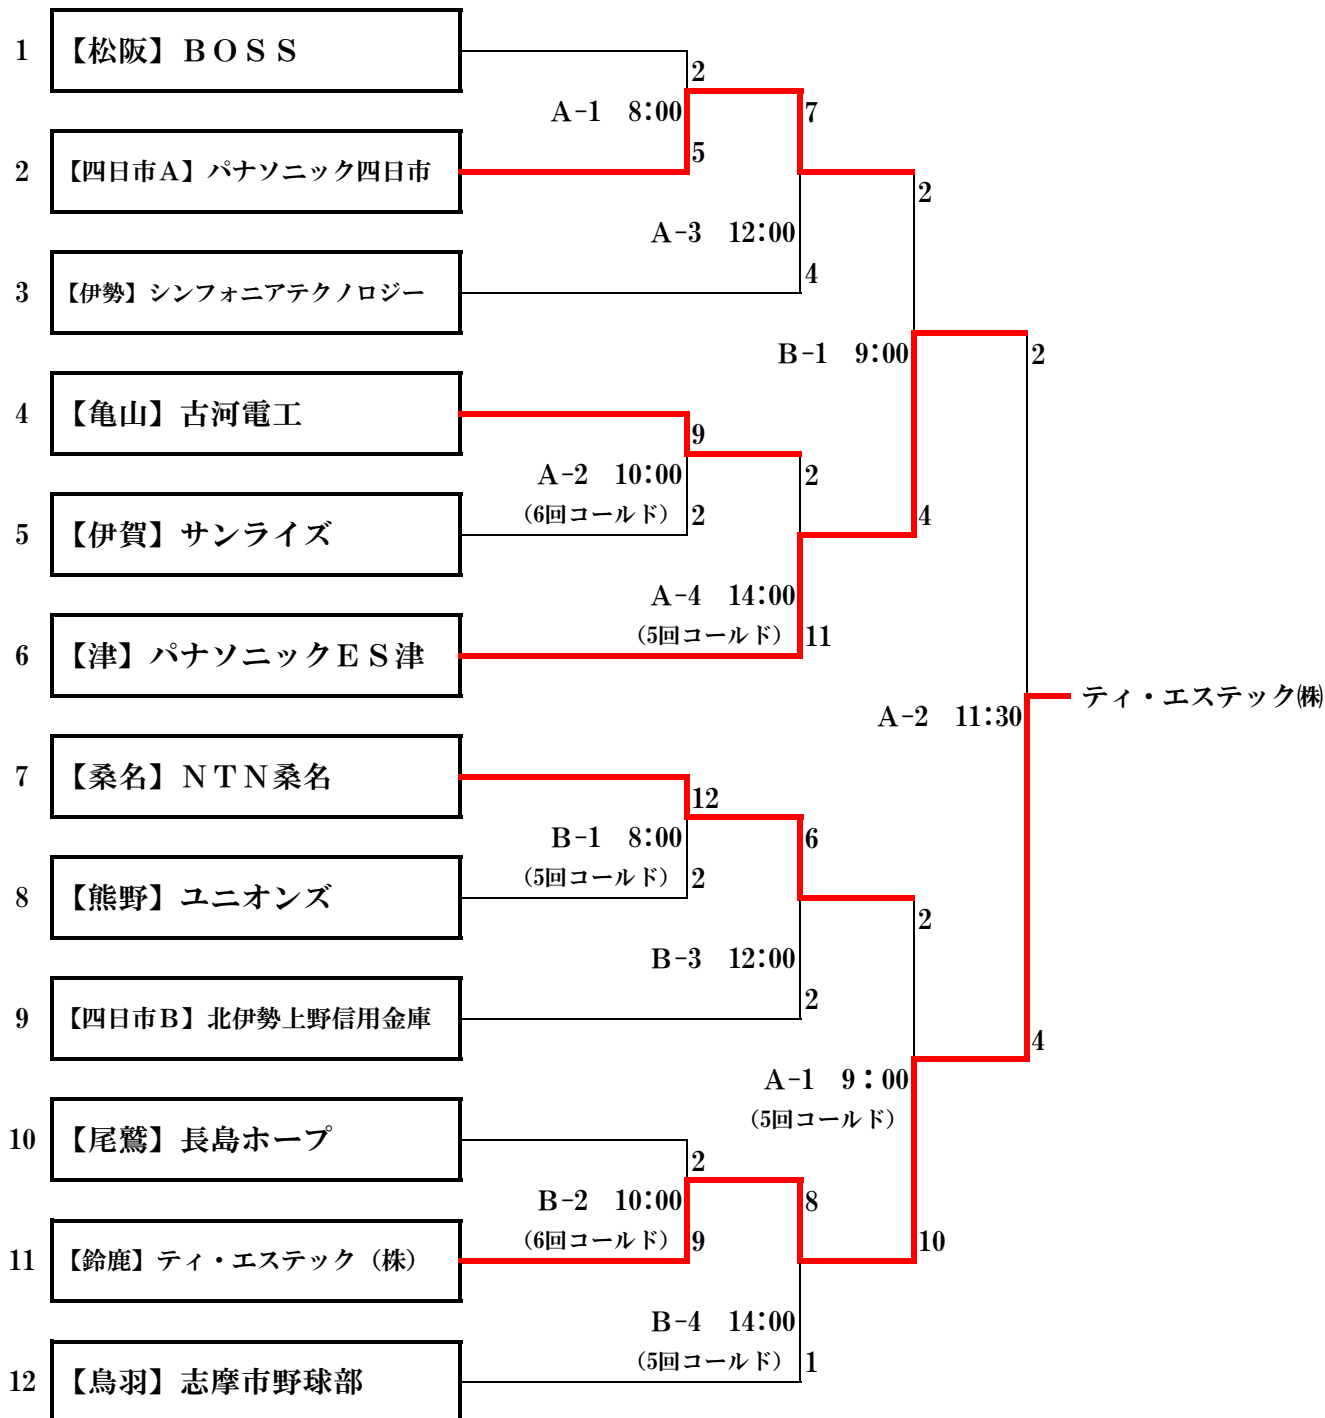 1 【松阪】ＢＯＳＳ
2
A-1 8:00
7
2 【四日市A】パナソニック四日市
5
2
A-3 12:00
3 【伊勢】シンフォニアテクノロジー
4
B-1 9:00
2
4 【亀山】古河電工
9
A-2 10:00
2
(6回コールド)
2
4
5 【伊賀】サンライズ
A-4 14:00
(5回コールド)
11
6 【津】パナソニックＥＳ津
ティ・エステック㈱
A-2 11:30
7 【桑名】ＮＴＮ桑名
12
B-1 8:00
6
(5回コールド)
2
8 【熊野】ユニオンズ
2
B-3 12:00
2
9 【四日市B】北伊勢上野信用金庫
4
A-1 9：00
(5回コールド)
10 【尾鷲】長島ホープ
2
B-2 10:00
8
(6回コールド)
9
10
11 【鈴鹿】ティ・エステック（株）
B-4 14:00
(5回コールド)
1
12 【鳥羽】志摩市野球部